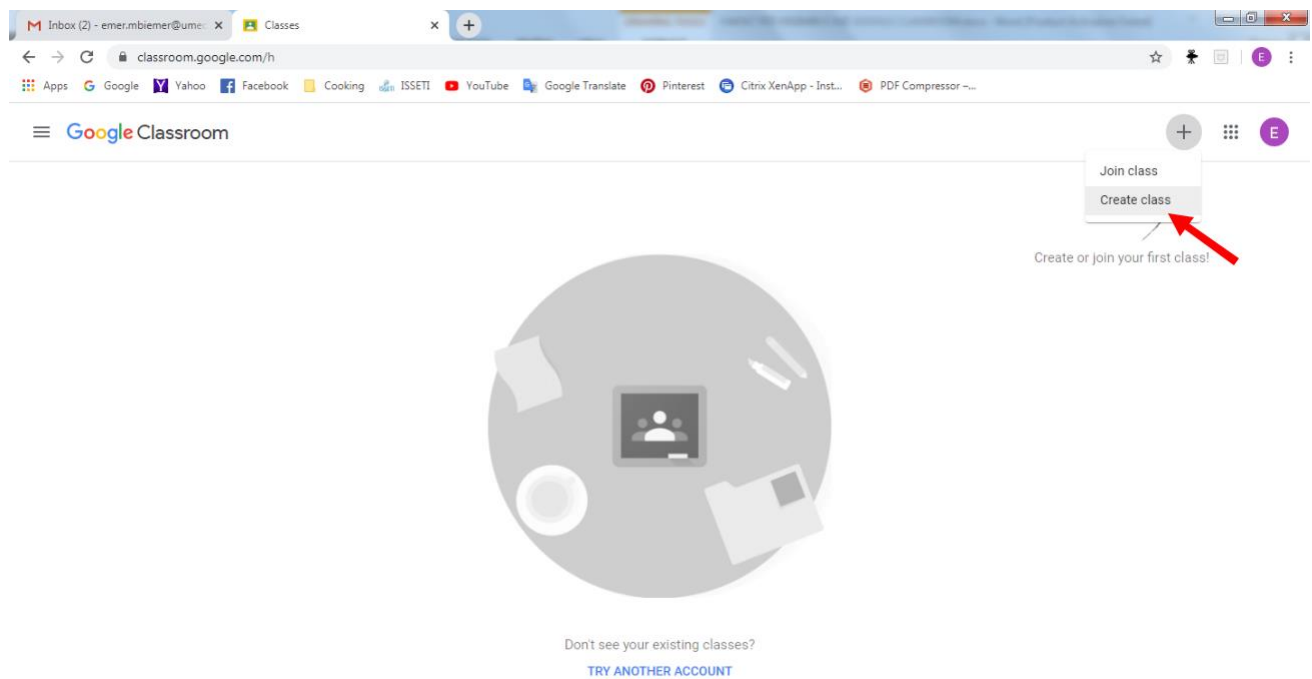 Inbox (2) - emer.mbiemer@ume
Classes
classroom.google.com/h
Apps Google Yahoo Facebook Cooking ISSETI YouTube Google Translate Pinterest Citrix XenApp - Inst... PDF Compressor –...
Google Classroom
E
Join class
Create class
Create or join your first class!
Don't see your existing classes?
TRY ANOTHER ACCOUNT